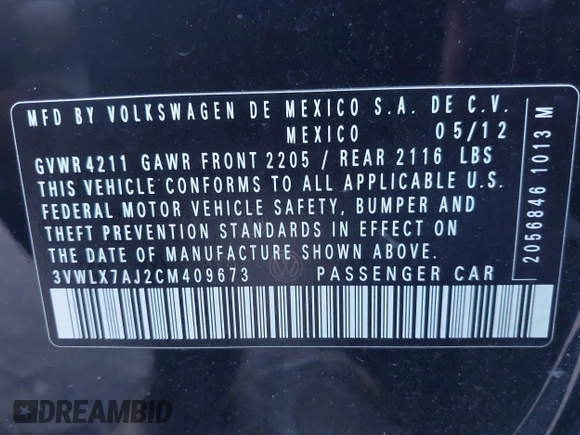 MFD BY VOLKSWAGEN DE MEXICO S.A. DE C.V.
MEXICO 05/12
GVWR 4211 GAWR FRONT 2205 / REAR 2116 LBS
THIS VEHICLE CONFORMS TO ALL APPLICABLE U.S.
FEDERAL MOTOR VEHICLE SAFETY, BUMPER AND
THEFT PREVENTION STANDARDS IN EFFECT ON
THE DATE OF MANUFACTURE SHOWN ABOVE.
3VWLX7AJ2CM409673 PASSENGER CAR
2056846 1013 M
DREAMBID